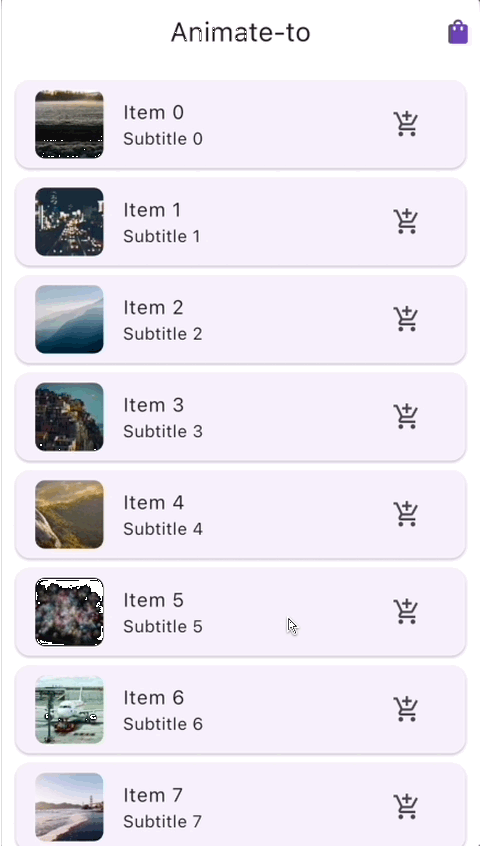 Animate-to
Item 0
Subtitle 0
Item 1
Subtitle 1
Item 2
Subtitle 2
Item 3
Subtitle 3
Item 4
Subtitle 4
Item 5
Subtitle 5
Item 6
Subtitle 6
Item 7
Subtitle 7